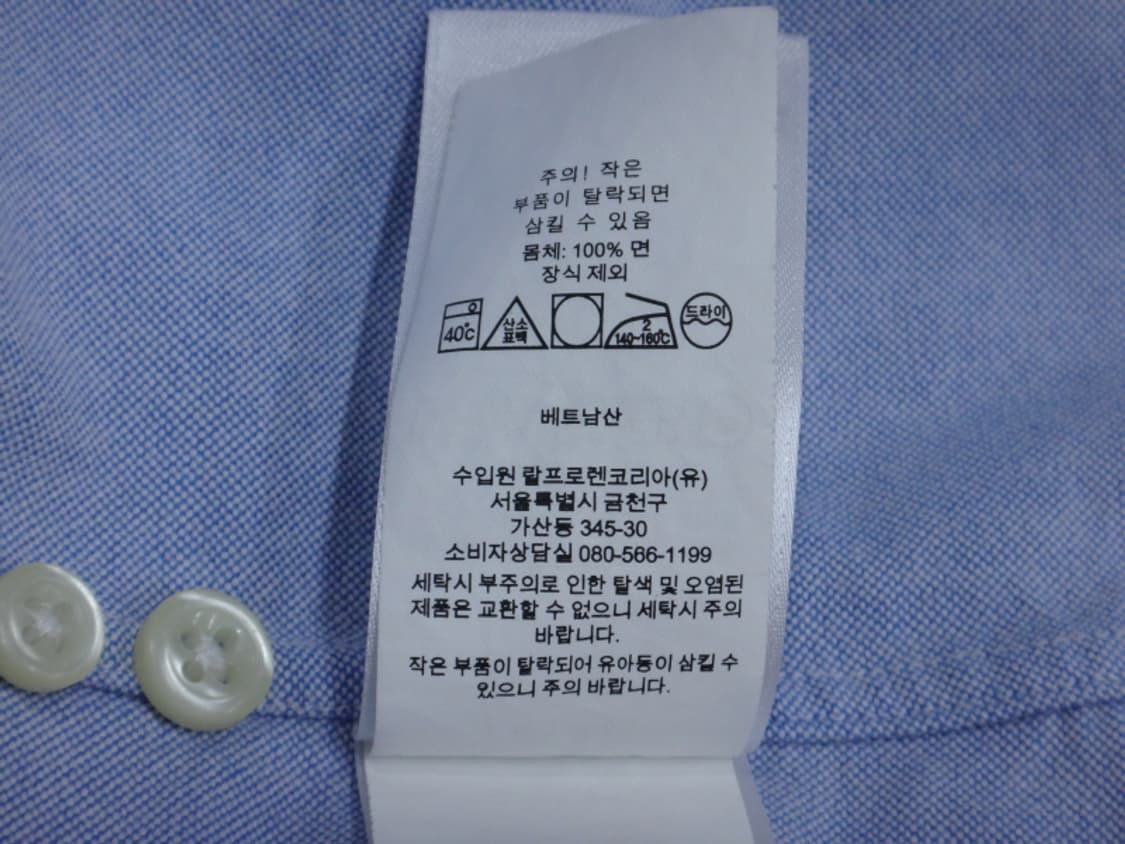 주의! 작은
부품이 탈락되면
삼킬 수 있음
몸체: 100% 면
장식 제외
40℃ 산소 표백 2 140~160℃ 드라이
베트남산
수입원 랄프로렌코리아(유)
서울특별시 금천구
가산동 345-30
소비자상담실 080-566-1199
세탁시 부주의로 인한 탈색 및 오염된
제품은 교환할 수 없으니 세탁시 주의
바랍니다.
작은 부품이 탈락되어 유아등이 삼킬 수
있으니 주의 바랍니다.